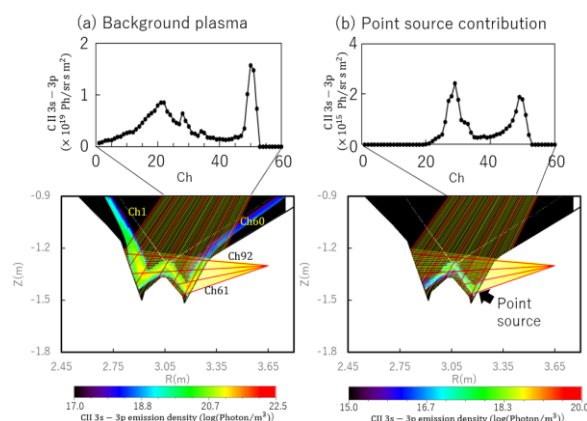 (a) Background plasma
(b) Point source contribution
C II 3s − 3p
(× 10¹⁹ Ph/sr s m²)
2
1
0
0 20 40 60
Ch
C II 3s − 3p
(× 10¹⁵ Ph/sr s m²)
4
2
0
0 20 40 60
Ch
Z(m)
-0.9
-1.2
-1.5
-1.8
Ch1
Ch60
Ch92
Ch61
2.45 2.75 3.05 3.35 3.65
R(m)
Z(m)
-0.9
-1.2
-1.5
-1.8
Point
source
2.45 2.75 3.05 3.35 3.65
R(m)
17.0 18.8 20.7 22.5
CII 3s − 3p emission density (log(Photon/m³))
15.0 16.7 18.3 20.0
CII 3s − 3p emission density (log(Photon/m³))